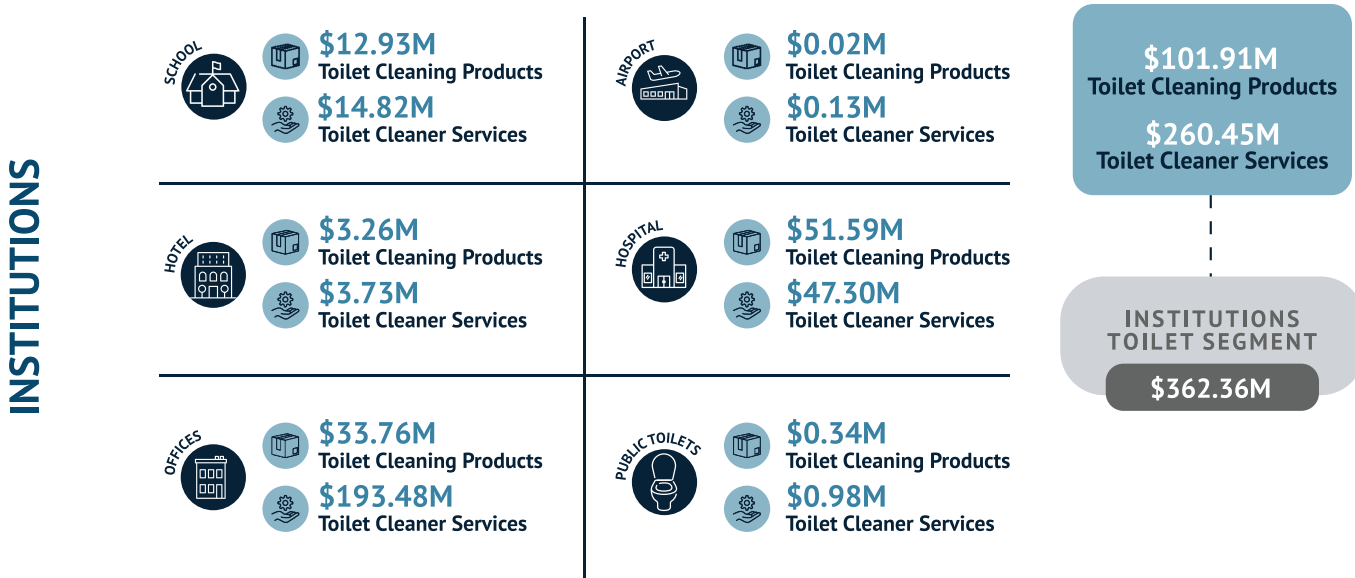 INSTITUTIONS
SCHOOL
$12.93M
Toilet Cleaning Products
$14.82M
Toilet Cleaner Services
AIRPORT
$0.02M
Toilet Cleaning Products
$0.13M
Toilet Cleaner Services
HOTEL
$3.26M
Toilet Cleaning Products
$3.73M
Toilet Cleaner Services
HOSPITAL
$51.59M
Toilet Cleaning Products
$47.30M
Toilet Cleaner Services
OFFICES
$33.76M
Toilet Cleaning Products
$193.48M
Toilet Cleaner Services
PUBLIC TOILETS
$0.34M
Toilet Cleaning Products
$0.98M
Toilet Cleaner Services
$101.91M
Toilet Cleaning Products
$260.45M
Toilet Cleaner Services
INSTITUTIONS
TOILET SEGMENT
$362.36M